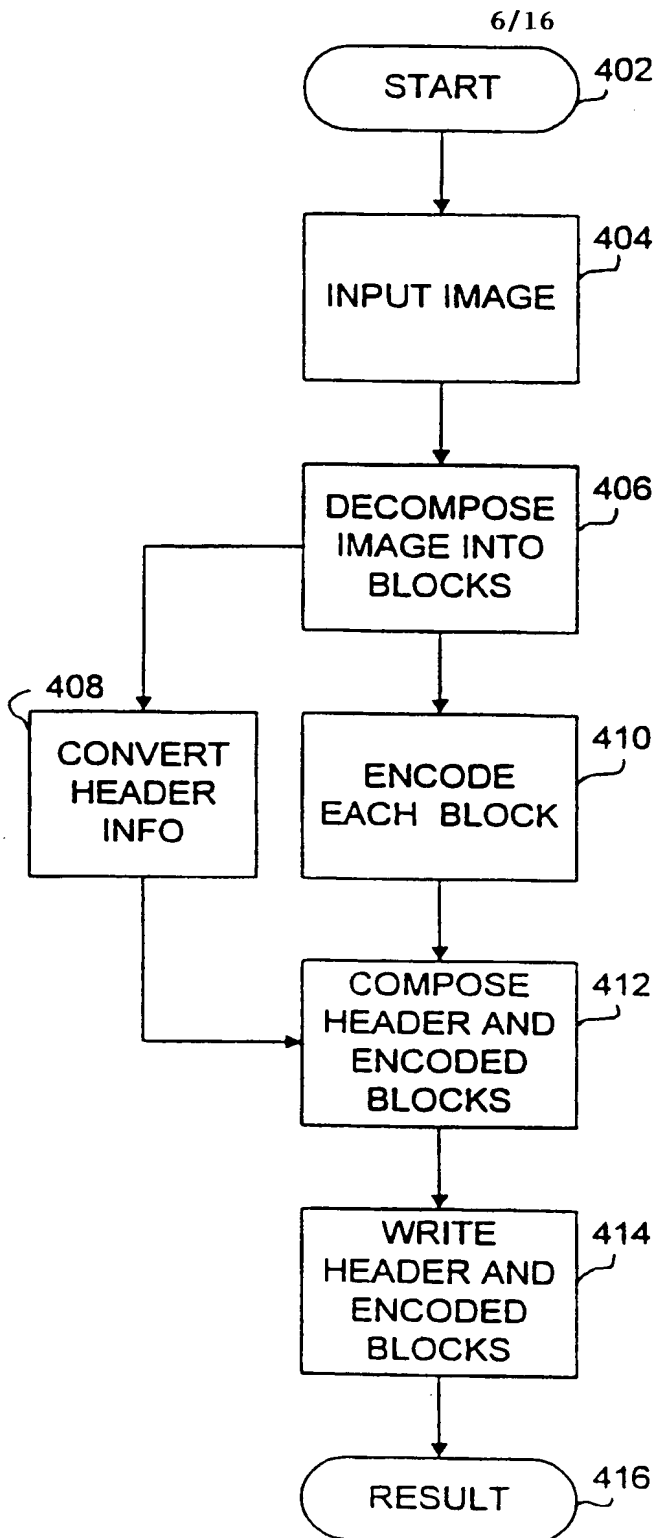 6/16
START
402
INPUT IMAGE
404
DECOMPOSE
IMAGE INTO
BLOCKS
406
408
CONVERT
HEADER
INFO
ENCODE
EACH BLOCK
410
COMPOSE
HEADER AND
ENCODED
BLOCKS
412
WRITE
HEADER AND
ENCODED
BLOCKS
414
RESULT
416